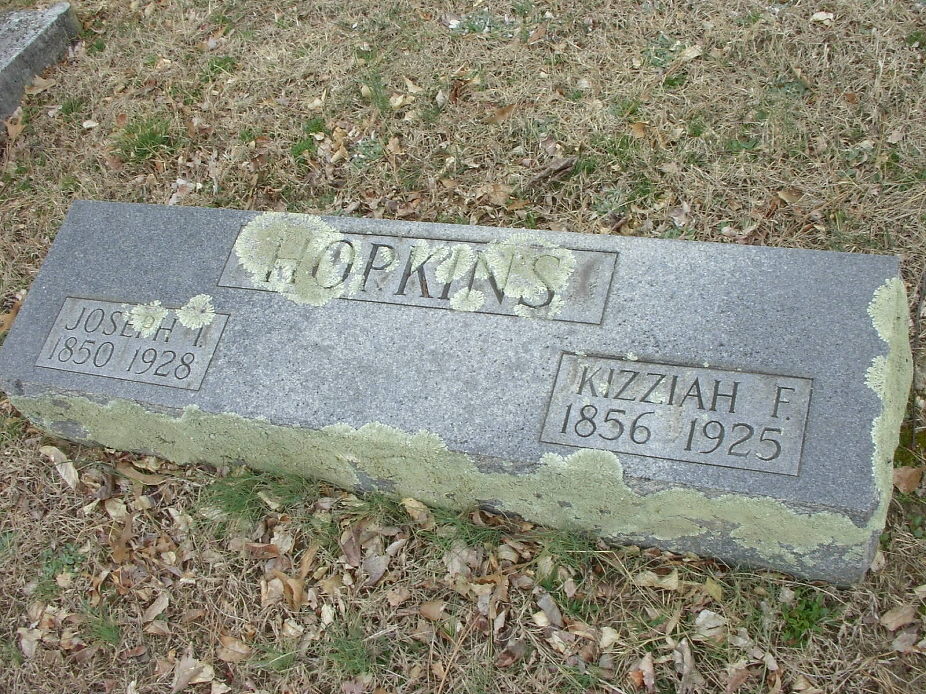 HOPKINS
JOSEPH I.
1850 1928
KIZZIAH F.
1856 1925